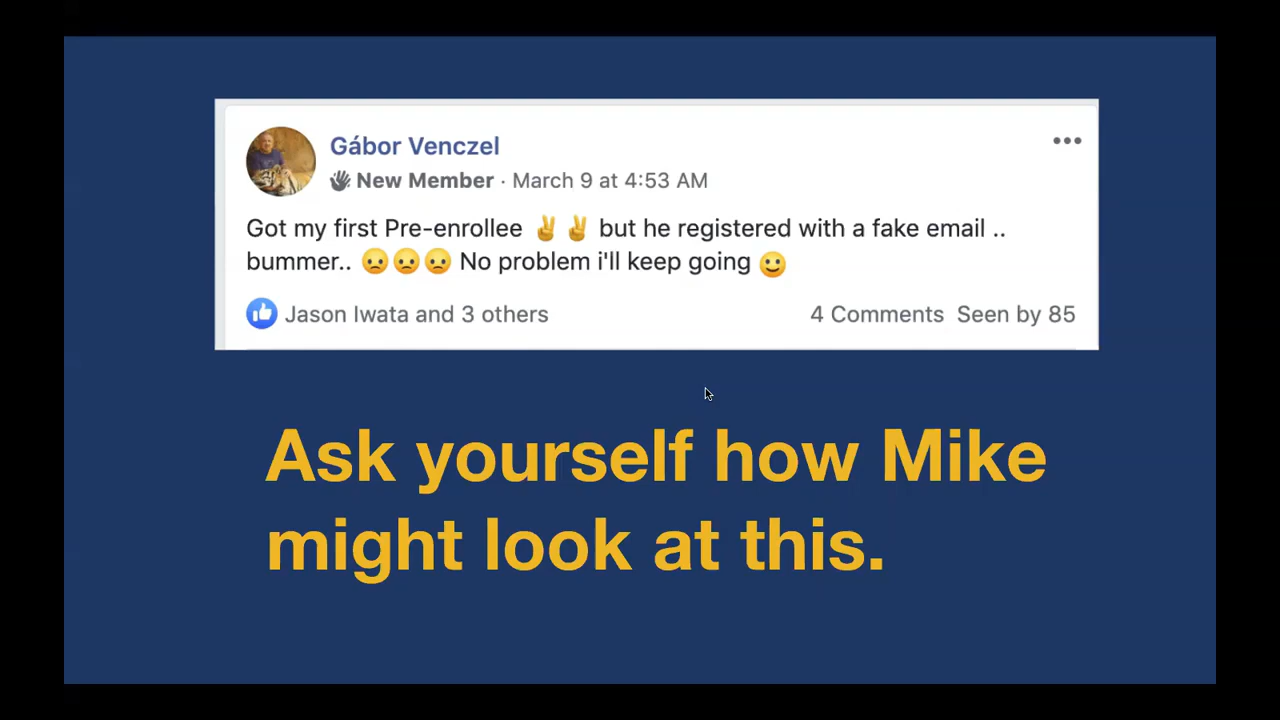 Gábor Venczel
New Member · March 9 at 4:53 AM
Got my first Pre-enrollee ✌️ ✌️ but he registered with a fake email ..
bummer.. 😞😞😞 No problem i'll keep going 🙂
Jason Iwata and 3 others 4 Comments Seen by 85
Ask yourself how Mike
might look at this.